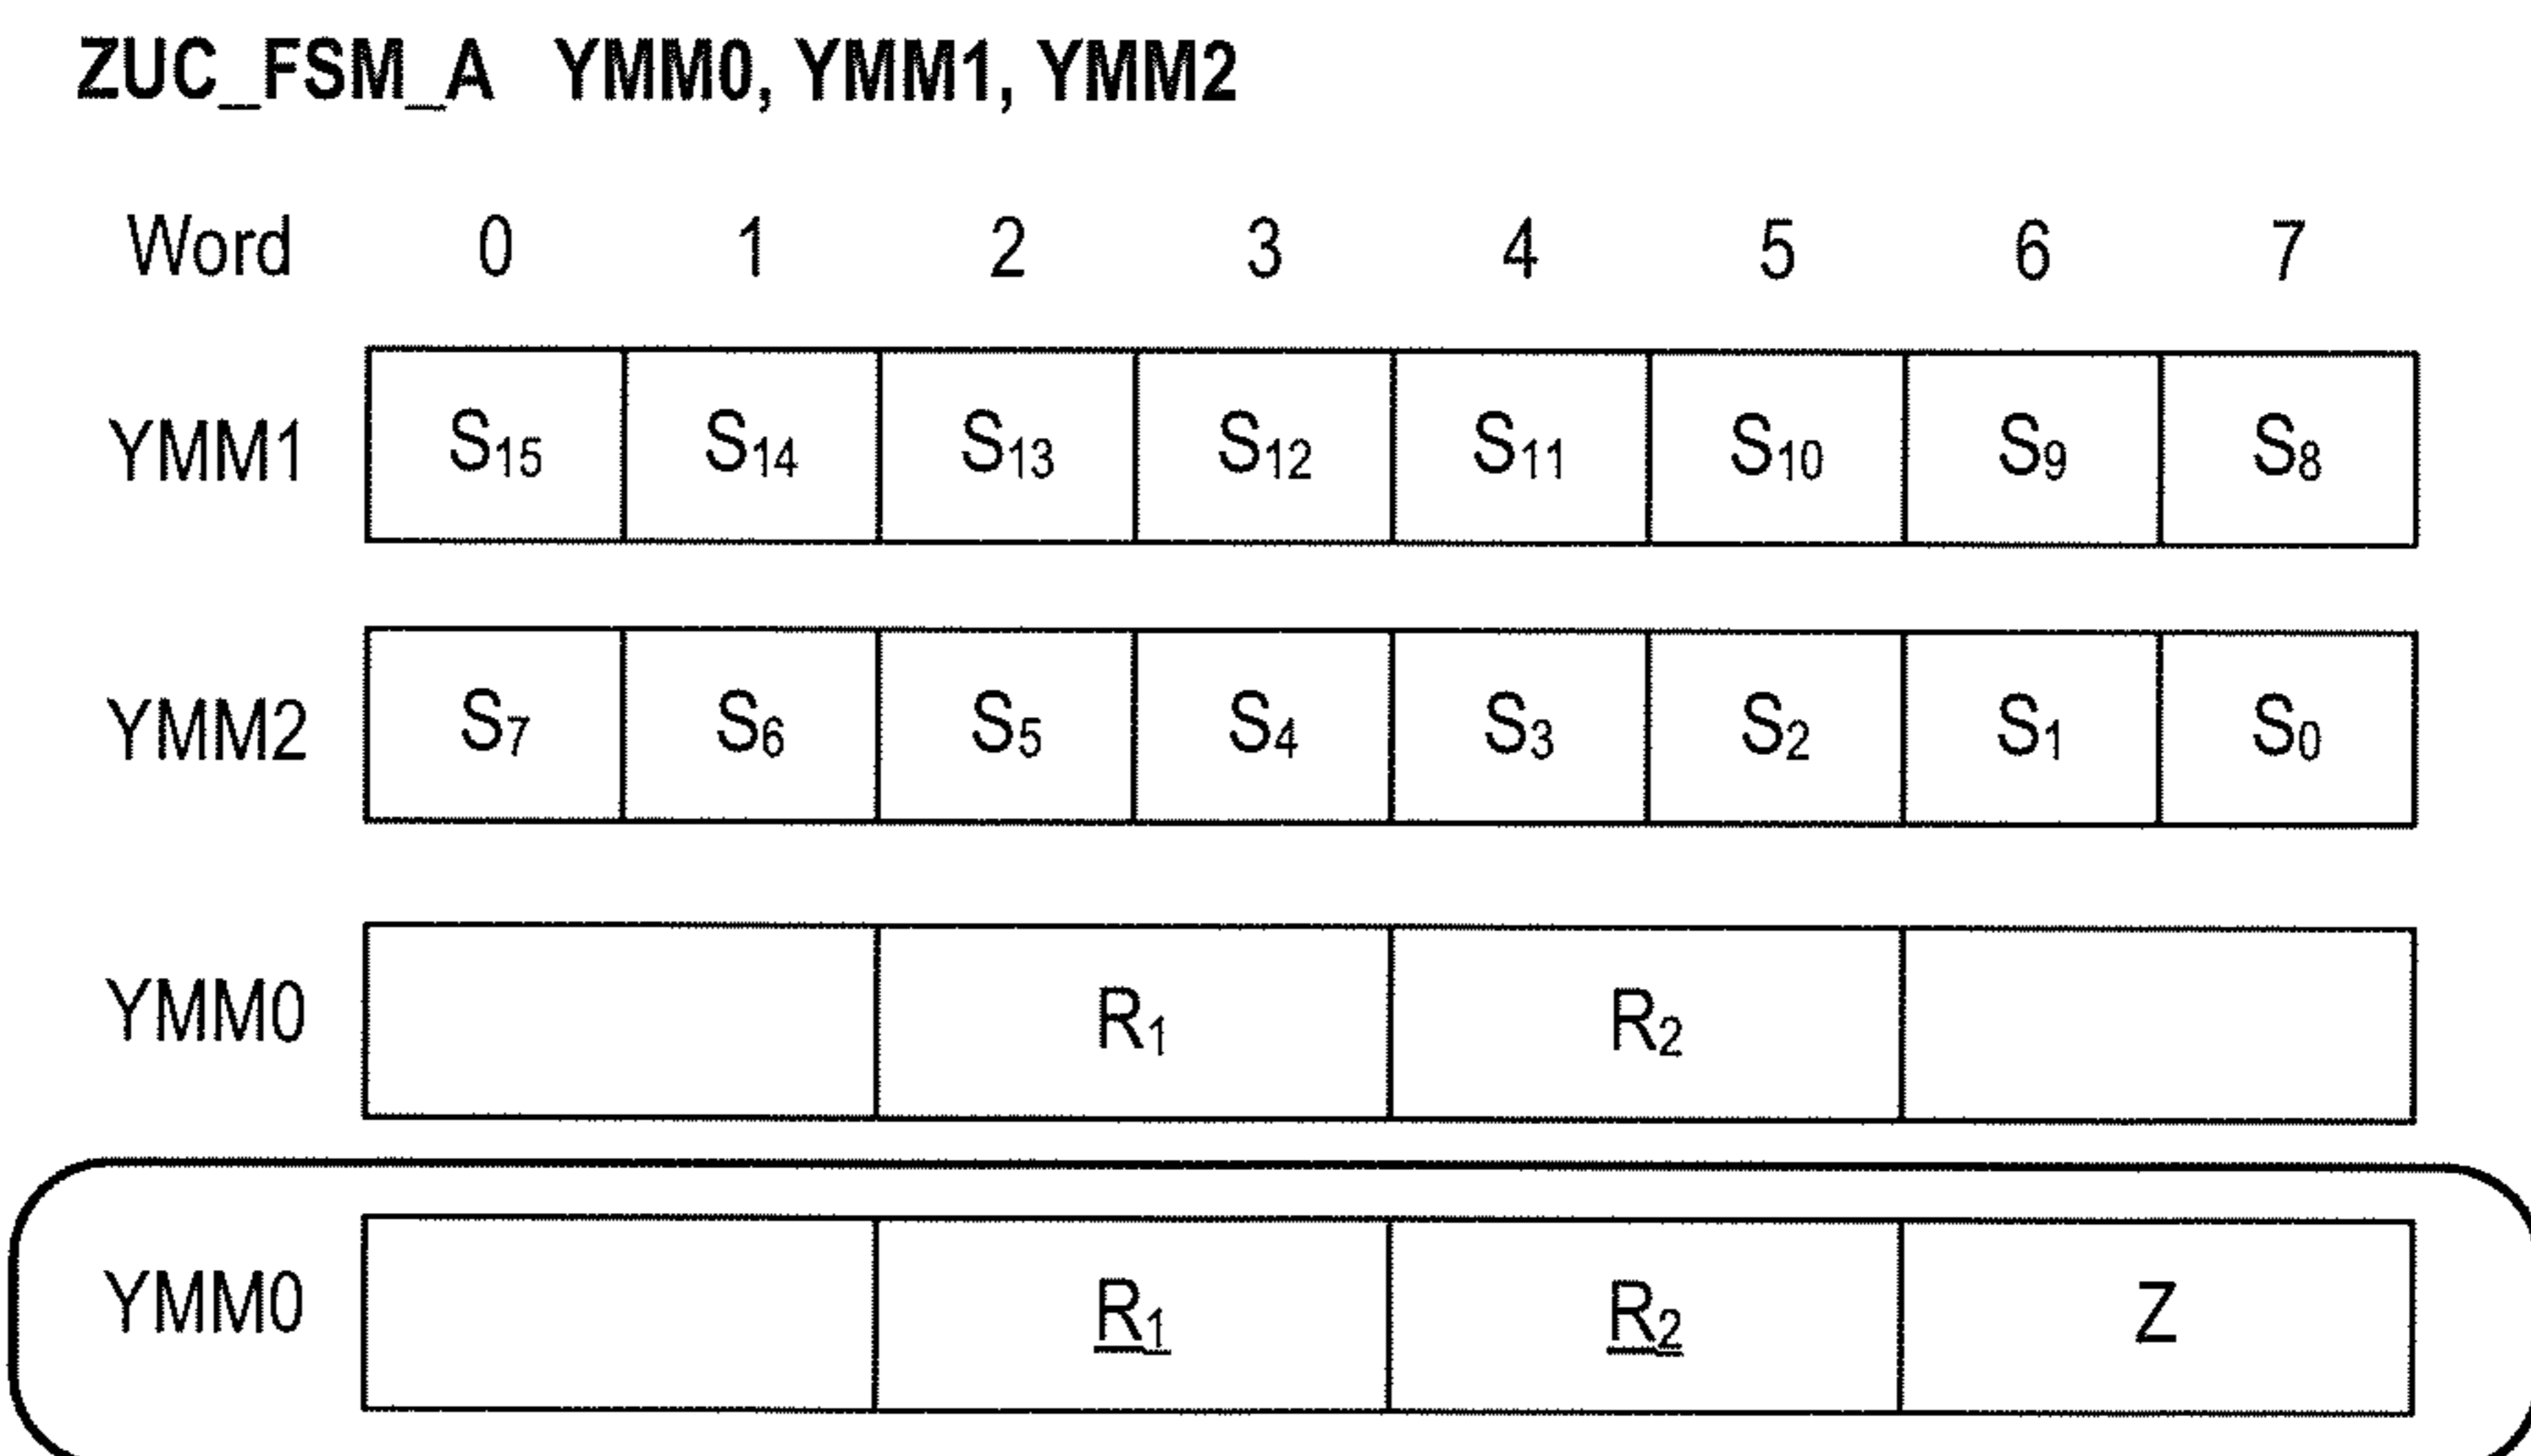 ZUC_FSM_A YMM0, YMM1, YMM2
Word 0 1 2 3 4 5 6 7
YMM1 S15 S14 S13 S12 S11 S10 S9 S8
YMM2 S7 S6 S5 S4 S3 S2 S1 S0
YMM0 R1 R2
YMM0 R1 R2 Z